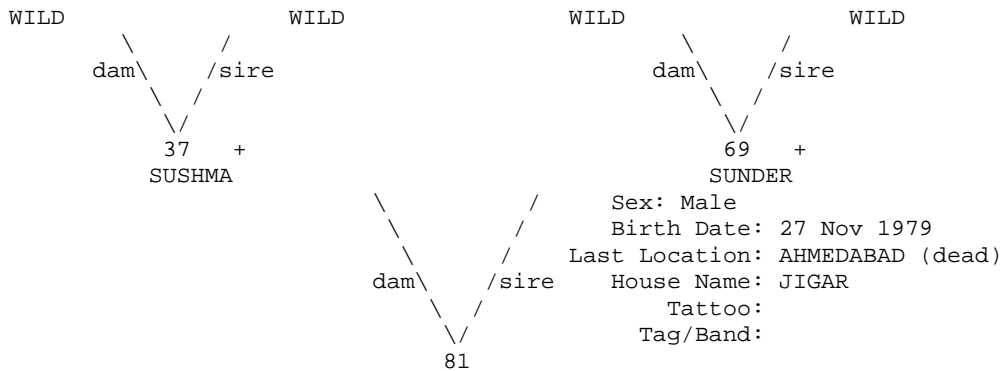 WILD WILD WILD WILD
\ / \ /
dam\ /sire dam\ /sire
\ / \ /
\/ \/
37 + 69 +
SUSHMA SUNDER
\ / Sex: Male
\ / Birth Date: 27 Nov 1979
\ / Last Location: AHMEDABAD (dead)
dam\ /sire House Name: JIGAR
\ / Tattoo:
\/ Tag/Band:
81